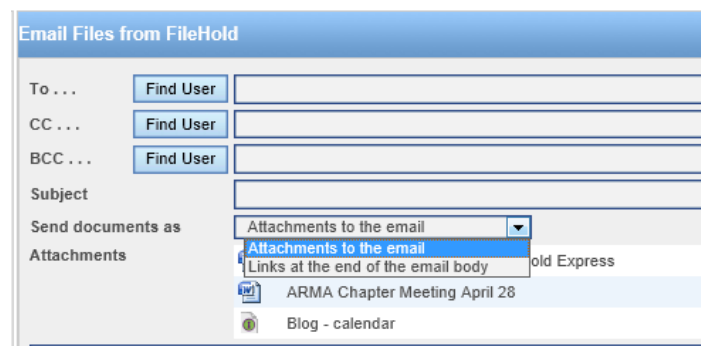 Email Files from FileHold
To . . . Find User
CC . . . Find User
BCC . . . Find User
Subject
Send documents as Attachments to the email
Attachments to the email
Attachments old Express
Links at the end of the email body
ARMA Chapter Meeting April 28
Blog - calendar